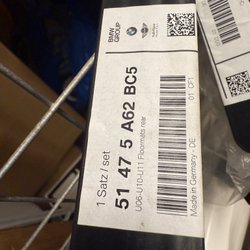 BMW
GROUP
1 Satz / set
51 47 5 A62 BC5
U06-U10-U11 Floormats rear
01 CF1
Made in Germany - DE